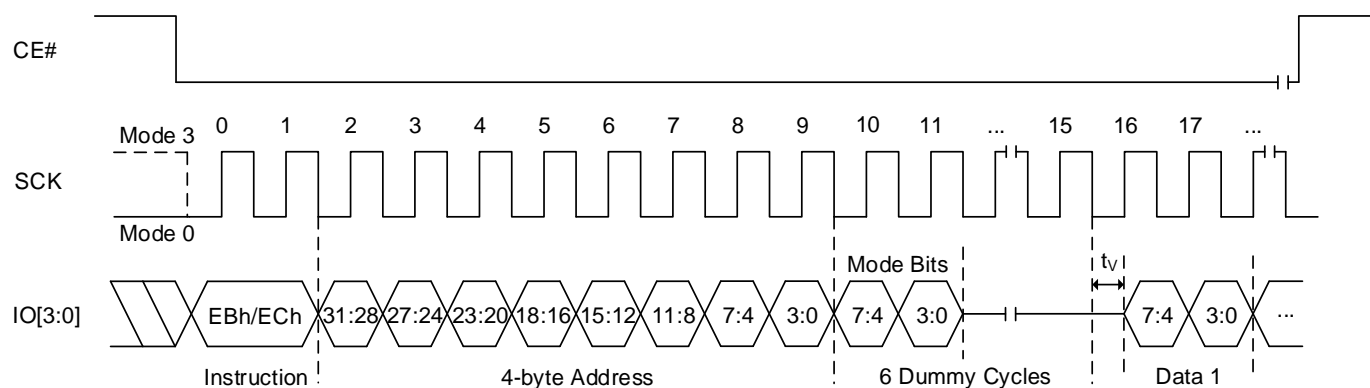 CE#
0 1 2 3 4 5 6 7 8 9 10 11 ... 15 16 17 ...
Mode 3
SCK
Mode 0
Mode Bits
tV
IO[3:0]
EBh/ECh 31:28 27:24 23:20 18:16 15:12 11:8 7:4 3:0 7:4 3:0 7:4 3:0 ...
Instruction 4-byte Address 6 Dummy Cycles Data 1